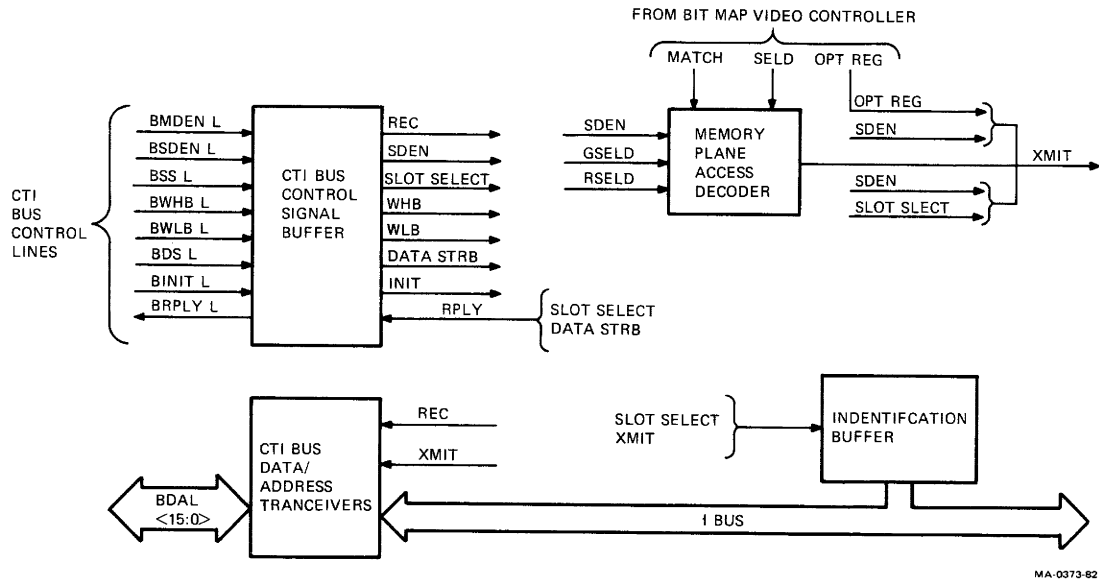 FROM BIT MAP VIDEO CONTROLLER
MATCH SELD OPT REG
CTI
BUS
CONTROL
LINES
BMDEN L
BSDEN L
BSS L
BWHB L
BWLB L
BDS L
BINIT L
BRPLY L
CTI BUS
CONTROL
SIGNAL
BUFFER
REC
SDEN
SLOT SELECT
WHB
WLB
DATA STRB
INIT
RPLY
SLOT SELECT
DATA STRB
SDEN
GSELD
RSELD
MEMORY
PLANE
ACCESS
DECODER
OPT REG
SDEN
XMIT
SDEN
SLOT SLECT
CTI BUS
DATA/
ADDRESS
TRANCEIVERS
REC
XMIT
SLOT SELECT
XMIT
INDENTIFCATION
BUFFER
BDAL
<15:0>
I BUS
MA-0373-82